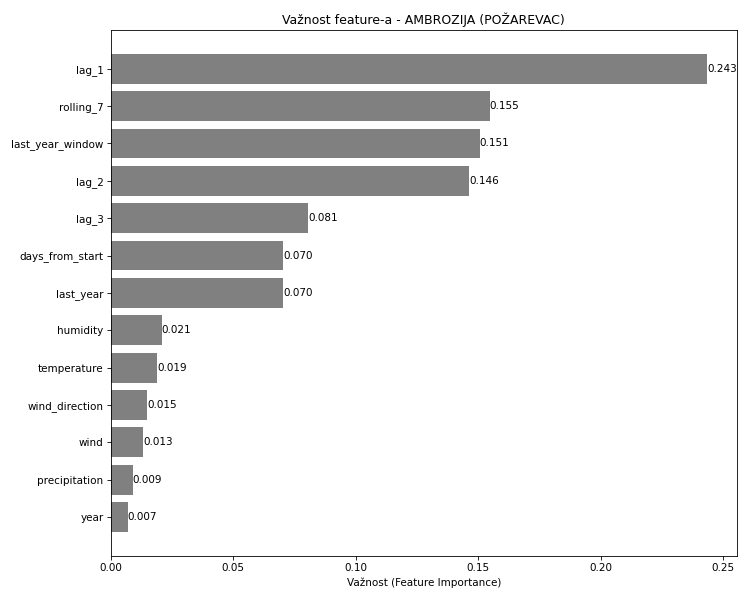 Važnost feature-a - AMBROZIJA (POŽAREVAC)
lag_1 0.243
rolling_7 0.155
last_year_window 0.151
lag_2 0.146
lag_3 0.081
days_from_start 0.070
last_year 0.070
humidity 0.021
temperature 0.019
wind_direction 0.015
wind 0.013
precipitation 0.009
year 0.007
0.00 0.05 0.10 0.15 0.20 0.25
Važnost (Feature Importance)